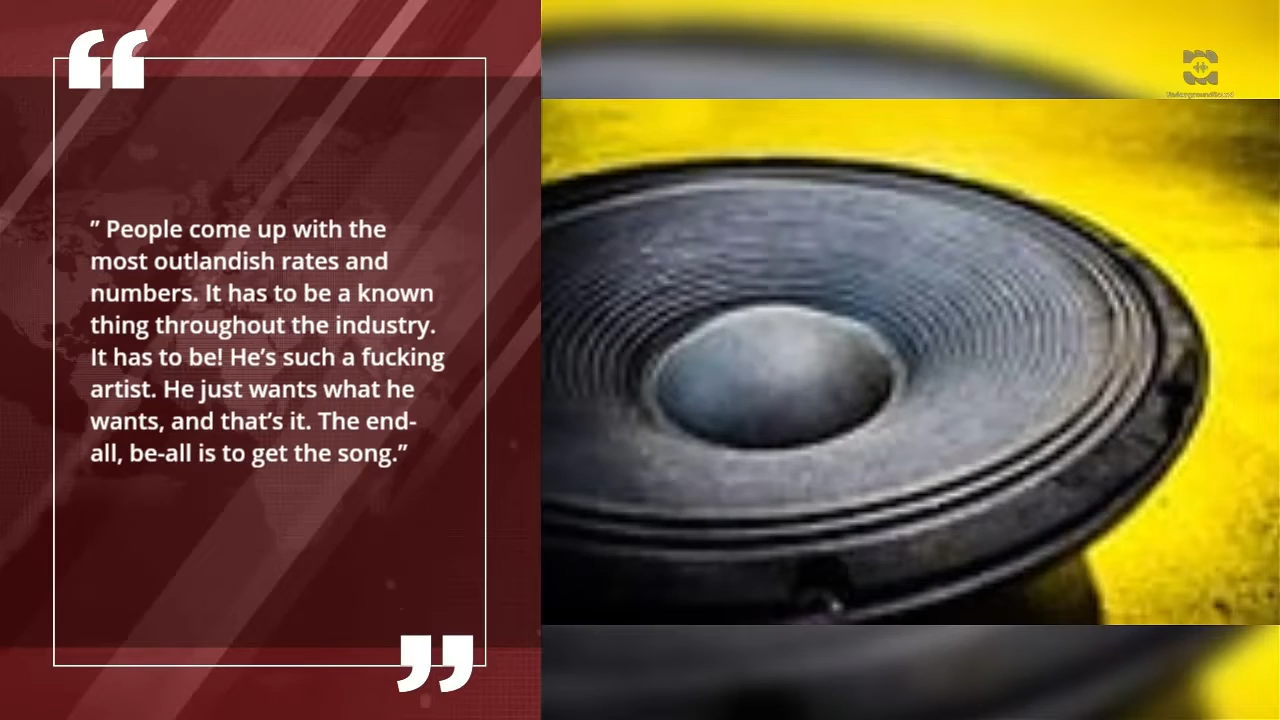 ” People come up with the
most outlandish rates and
numbers. It has to be a known
thing throughout the industry.
It has to be! He’s such a fucking
artist. He just wants what he
wants, and that’s it. The end-
all, be-all is to get the song.”